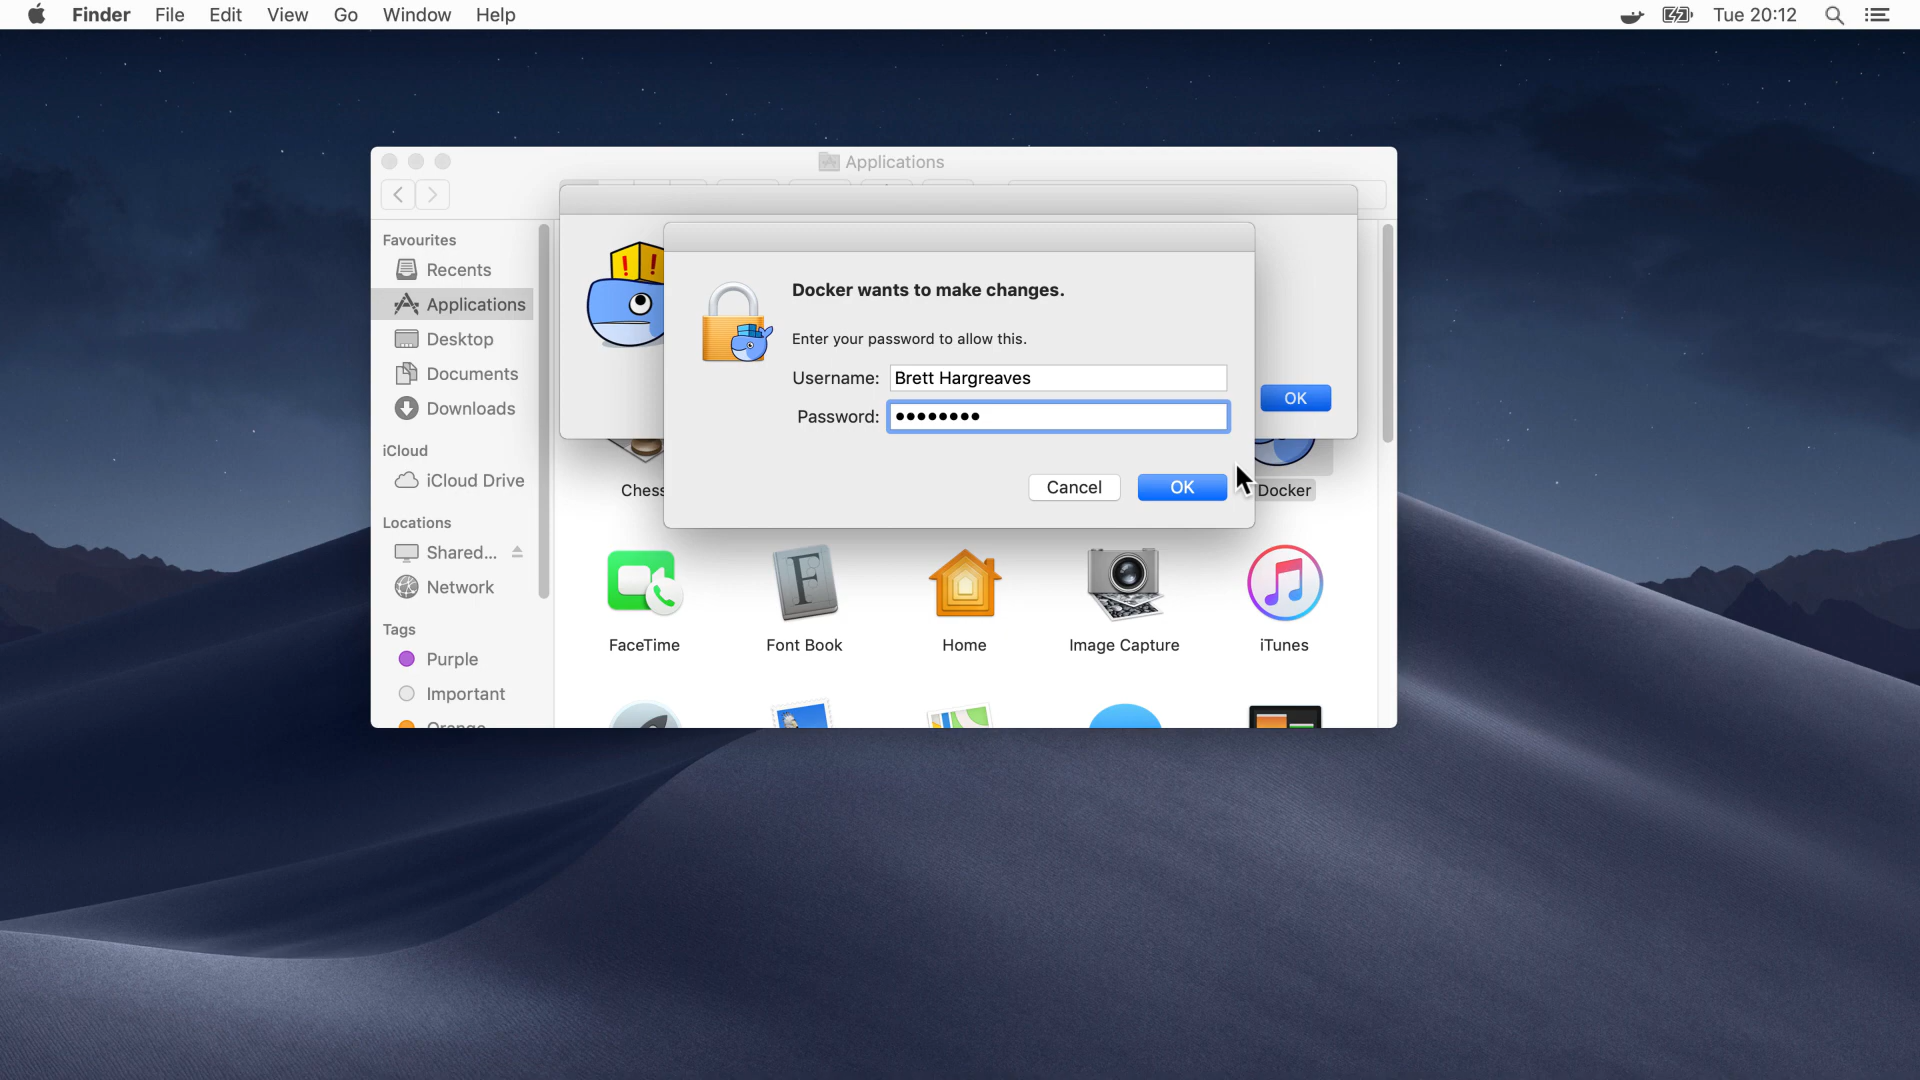 Finder File Edit View Go Window Help Tue 20:12
Applications
Favourites
Recents
Applications
Desktop
Documents
Downloads
iCloud
iCloud Drive
Locations
Shared...
Network
Tags
Purple
Important
Orange
Docker wants to make changes.
Enter your password to allow this.
Username: Brett Hargreaves
Password: ••••••••
Cancel OK
OK
Chess Docker
FaceTime Font Book Home Image Capture iTunes